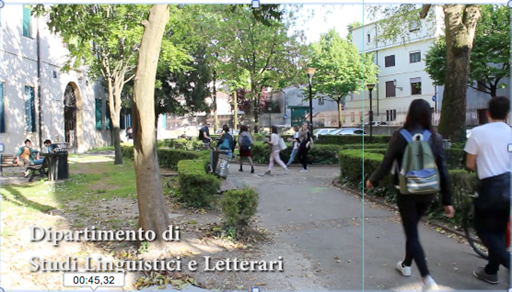 Dipartimento di
Studi Linguistici e Letterari
00:45,32